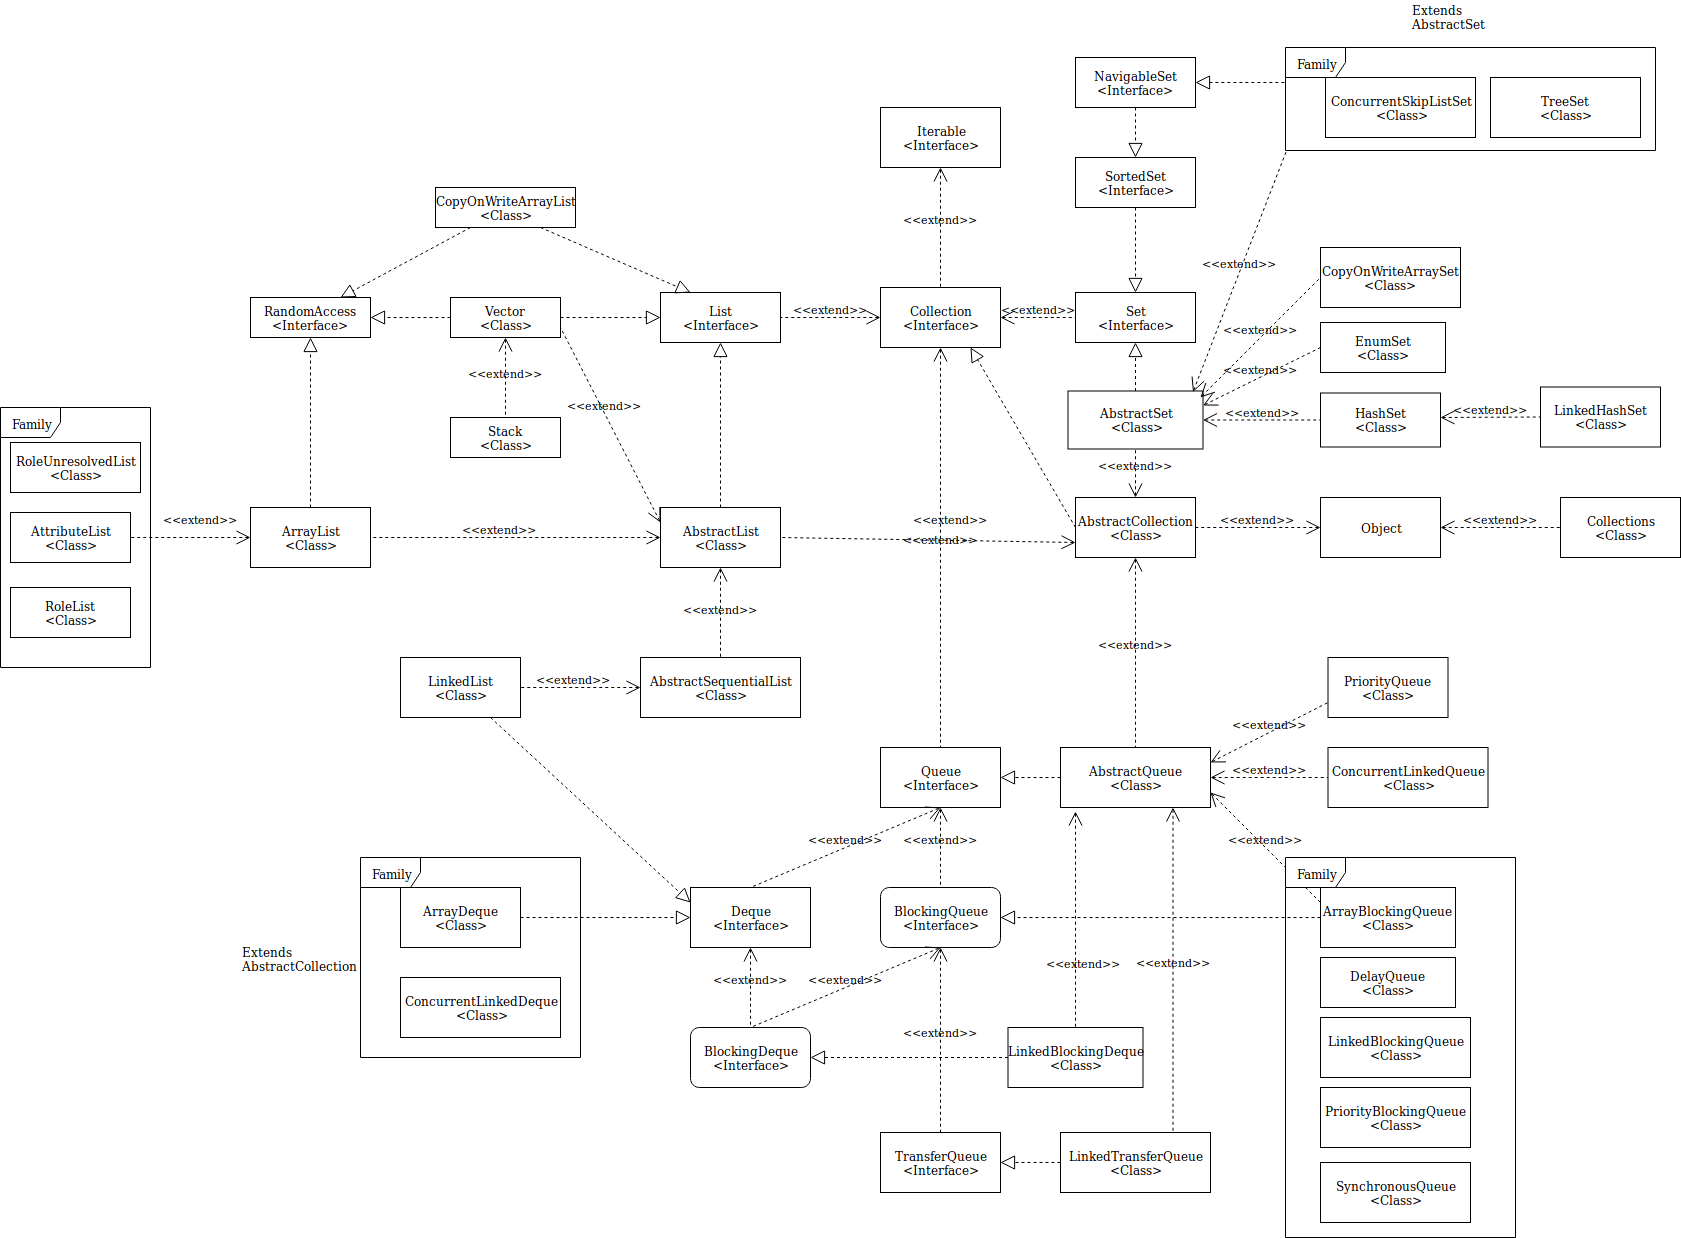 Extends
AbstractSet
Family
ConcurrentSkipListSet
<Class>
TreeSet
<Class>
NavigableSet
<Interface>
Iterable
<Interface>
SortedSet
<Interface>
CopyOnWriteArrayList
<Class>
<<extend>>
<<extend>>
CopyOnWriteArraySet
<Class>
RandomAccess
<Interface>
Vector
<Class>
List
<Interface>
<<extend>>
Collection
<Interface>
<<extend>>
Set
<Interface>
<<extend>>
EnumSet
<Class>
<<extend>>
<<extend>>
<<extend>>
Family
AbstractSet
<Class>
<<extend>>
HashSet
<Class>
<<extend>>
LinkedHashSet
<Class>
Stack
<Class>
RoleUnresolvedList
<Class>
<<extend>>
AttributeList
<Class>
<<extend>>
ArrayList
<Class>
<<extend>>
AbstractList
<Class>
<<extend>>
<<extend>>
AbstractCollection
<Class>
<<extend>>
Object
<<extend>>
Collections
<Class>
RoleList
<Class>
<<extend>>
<<extend>>
LinkedList
<Class>
<<extend>>
AbstractSequentialList
<Class>
PriorityQueue
<Class>
<<extend>>
Queue
<Interface>
AbstractQueue
<Class>
<<extend>>
ConcurrentLinkedQueue
<Class>
<<extend>>
<<extend>>
<<extend>>
Family
ArrayDeque
<Class>
Deque
<Interface>
BlockingQueue
<Interface>
Family
ArrayBlockingQueue
<Class>
Extends
AbstractCollection
<<extend>>
<<extend>>
<<extend>>
<<extend>>
DelayQueue
<Class>
ConcurrentLinkedDeque
<Class>
<<extend>>
BlockingDeque
<Interface>
LinkedBlockingDeque
<Class>
LinkedBlockingQueue
<Class>
PriorityBlockingQueue
<Class>
TransferQueue
<Interface>
LinkedTransferQueue
<Class>
SynchronousQueue
<Class>